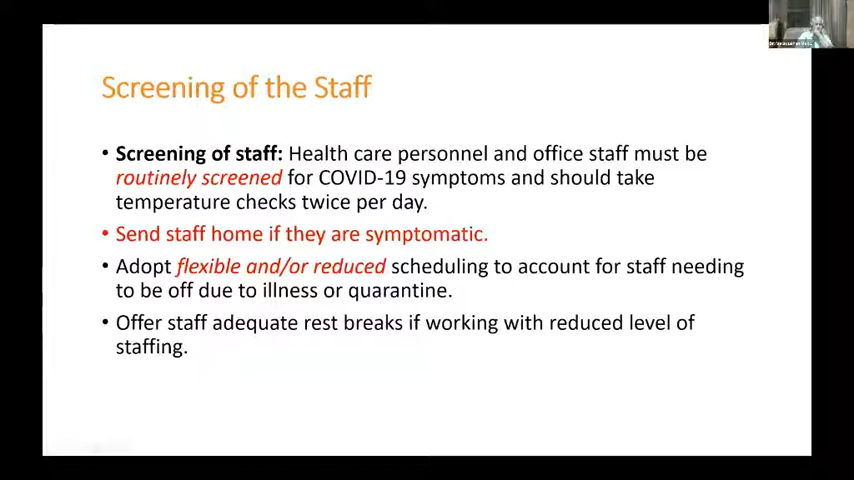 Screening of the Staff
• Screening of staff: Health care personnel and office staff must be
routinely screened for COVID-19 symptoms and should take
temperature checks twice per day.
• Send staff home if they are symptomatic.
• Adopt flexible and/or reduced scheduling to account for staff needing
to be off due to illness or quarantine.
• Offer staff adequate rest breaks if working with reduced level of
staffing.